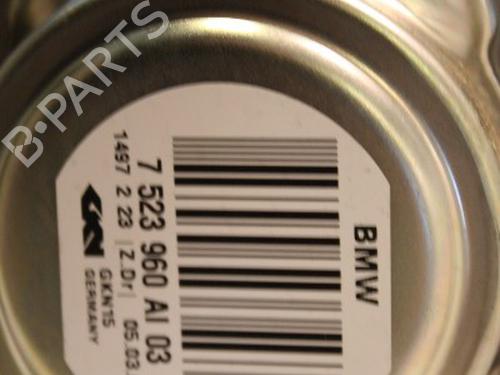 B-PARTS
BMW
7 523 960 AI 03
1497 2 23 |Z.Dr| 05.03.
GKN
GKN15
GERMANY